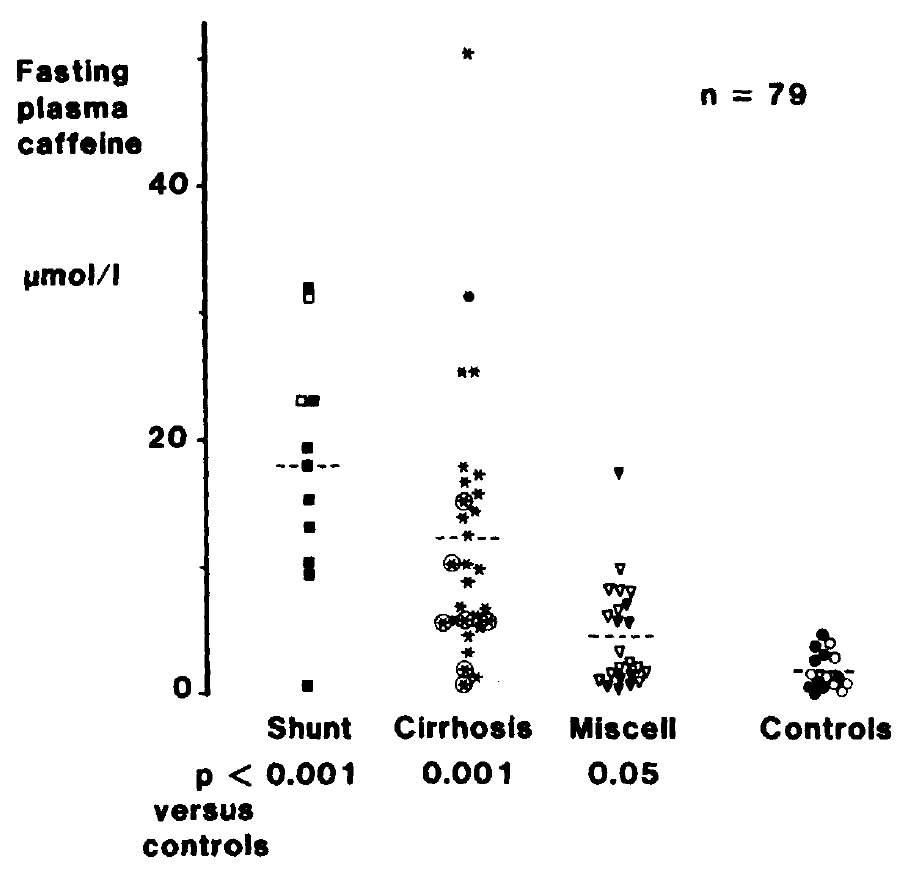 Fasting
plasma
caffeine
n = 79
40
µmol/l
20
0
Shunt Cirrhosis Miscell Controls
p < 0.001 0.001 0.05
versus
controls